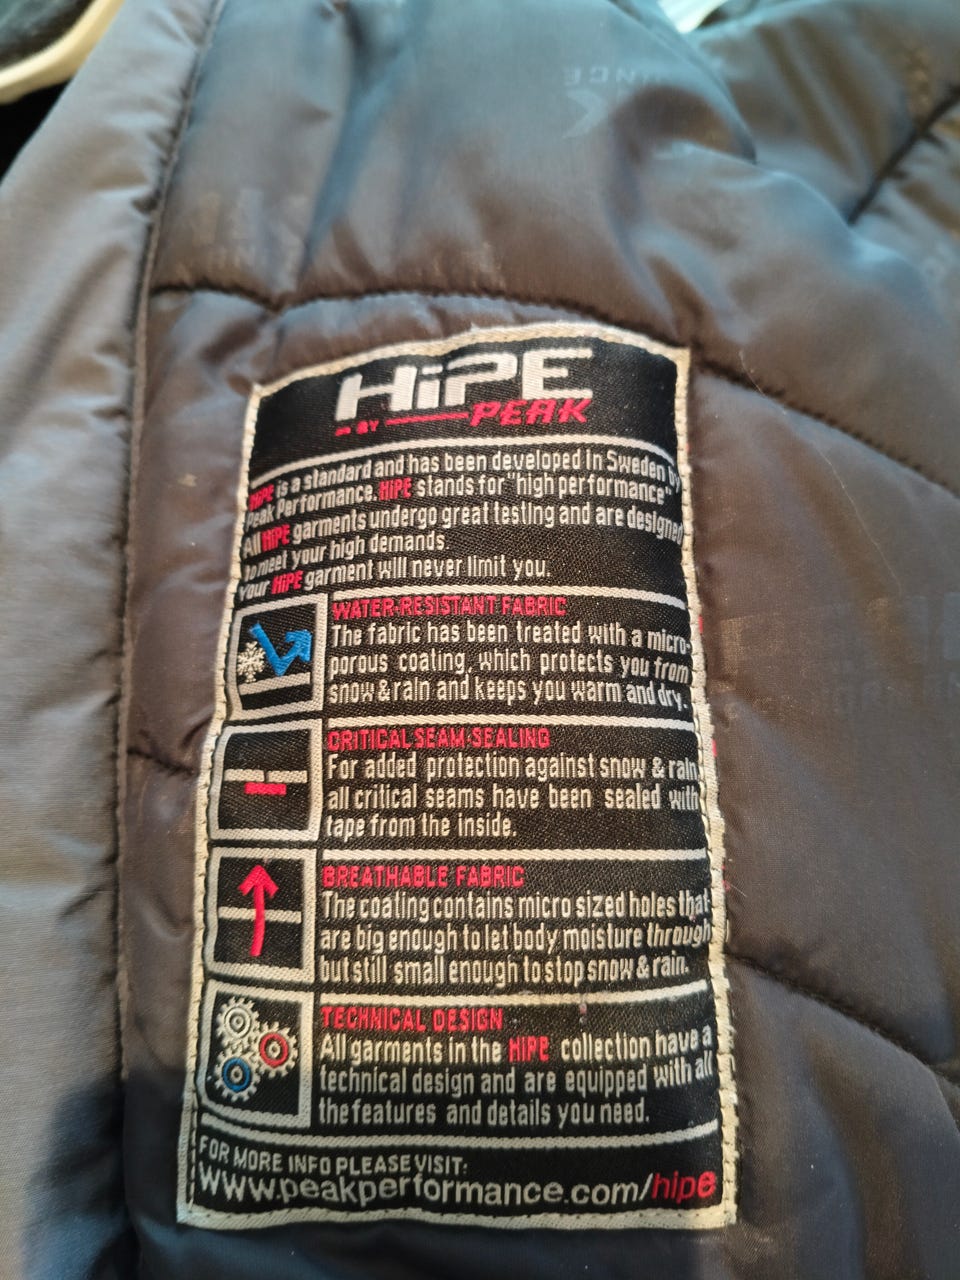 HiPE
BY PEAK
HiPE is a standard and has been developed in Sweden by
Peak Performance. HiPE stands for "high performance"
All HiPE garments undergo great testing and are designed
to meet your high demands
Your HiPE garment will never limit you.
WATER-RESISTANT FABRIC
The fabric has been treated with a micro-
porous coating, which protects you from
snow & rain and keeps you warm and dry.
CRITICAL SEAM-SEALING
For added protection against snow & rain
all critical seams have been sealed with
tape from the inside.
BREATHABLE FABRIC
The coating contains micro sized holes that
are big enough to let body moisture through
but still small enough to stop snow & rain.
TECHNICAL DESIGN
All garments in the HiPE collection have a
technical design and are equipped with all
the features and details you need.
FOR MORE INFO PLEASE VISIT:
www.peakperformance.com/hipe